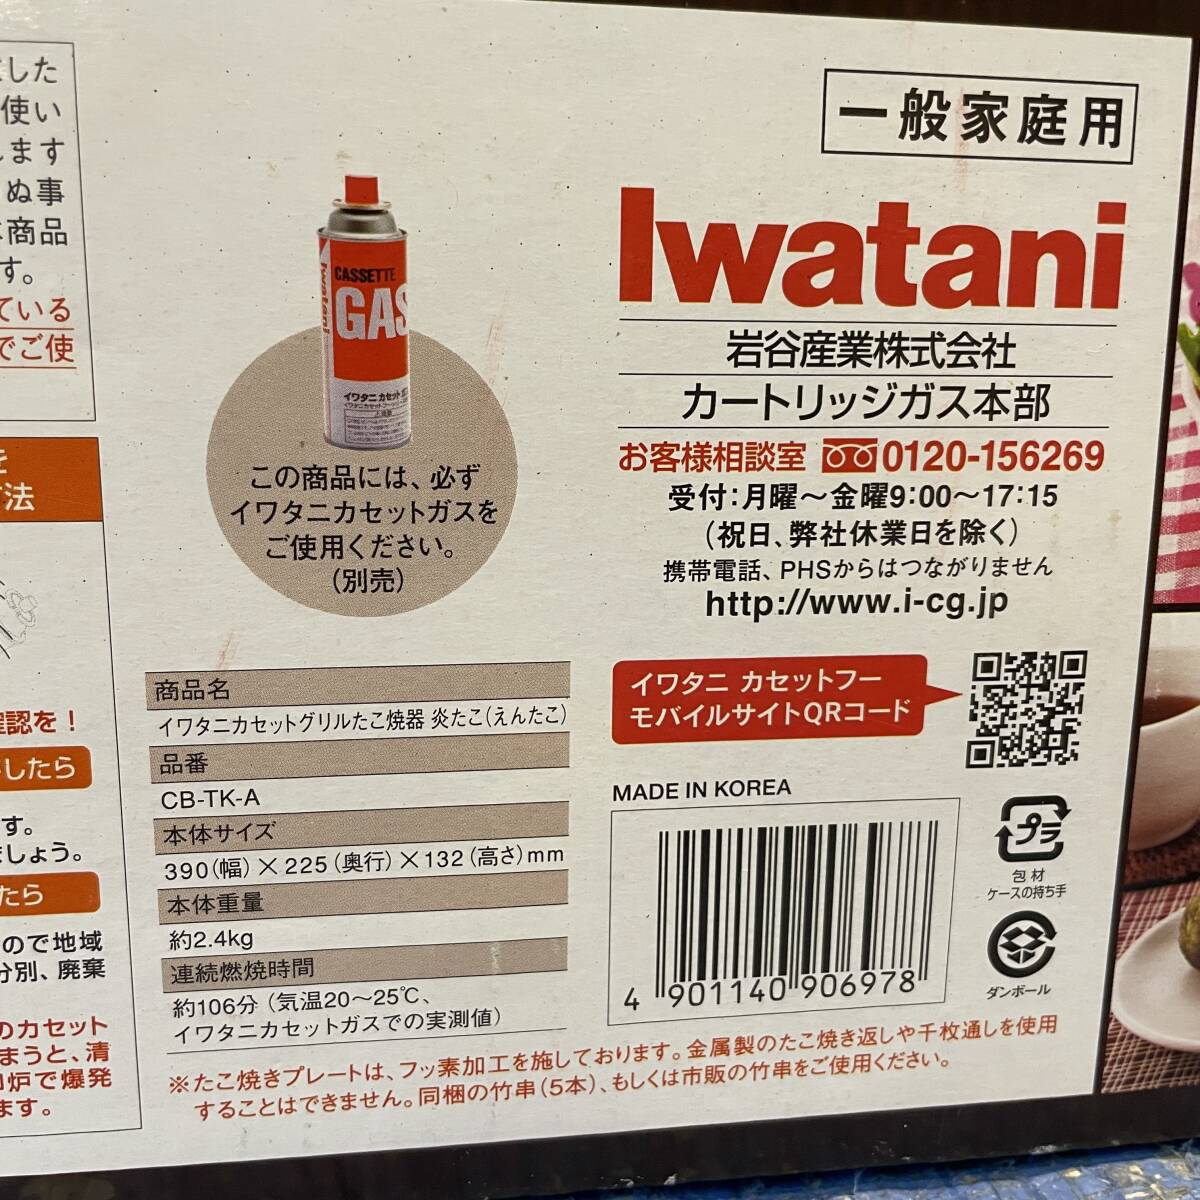 した
使い
します
ぬ事
商品
す。
ている
でご使
を
法
確認を！
したら
す。
ましょう。
たら
ので地域
分別、廃棄
のカセット
まうと、清
炉で爆発
ます。
CASSETTE
GAS
Iwatani
イワタニ カセット
この商品には、必ず
イワタニカセットガスを
ご使用ください。
（別売）
商品名
イワタニカセットグリルたこ焼器 炎たこ（えんたこ）
品番
CB-TK-A
本体サイズ
390（幅）×225（奥行）×132（高さ）mm
本体重量
約2.4kg
連続燃焼時間
約106分（気温20〜25℃、
イワタニカセットガスでの実測値）
※たこ焼きプレートは、フッ素加工を施しております。金属製のたこ焼き返しや千枚通しを使用
することはできません。同梱の竹串（5本）、もしくは市販の竹串をご使用ください。
一般家庭用
Iwatani
岩谷産業株式会社
カートリッジガス本部
お客様相談室 0120-156269
受付：月曜〜金曜9:00〜17:15
（祝日、弊社休業日を除く）
携帯電話、PHSからはつながりません
http://www.i-cg.jp
イワタニ カセットフー
モバイルサイトQRコード
MADE IN KOREA
4 901140 906978
プラ
包材
ケースの持ち手
ダンボール